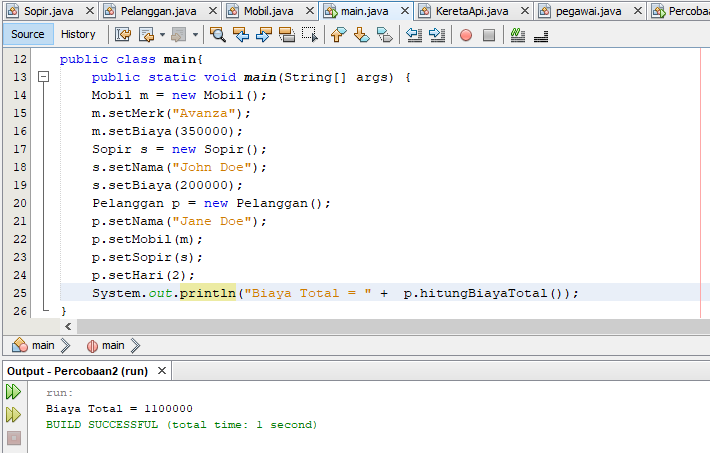 Sopir.java Pelanggan.java Mobil.java main.java KeretaApi.java pegawai.java
Source History
12 public class main{
13 public static void main(String[] args) {
14 Mobil m = new Mobil();
15 m.setMerk("Avanza");
16 m.setBiaya(350000);
17 Sopir s = new Sopir();
18 s.setNama("John Doe");
19 s.setBiaya(200000);
20 Pelanggan p = new Pelanggan();
21 p.setNama("Jane Doe");
22 p.setMobil(m);
23 p.setSopir(s);
24 p.setHari(2);
25 System.out.println("Biaya Total = " +  p.hitungBiayaTotal());
26 }
main main
Output - Percobaan2 (run)
run:
Biaya Total = 1100000
BUILD SUCCESSFUL (total time: 1 second)